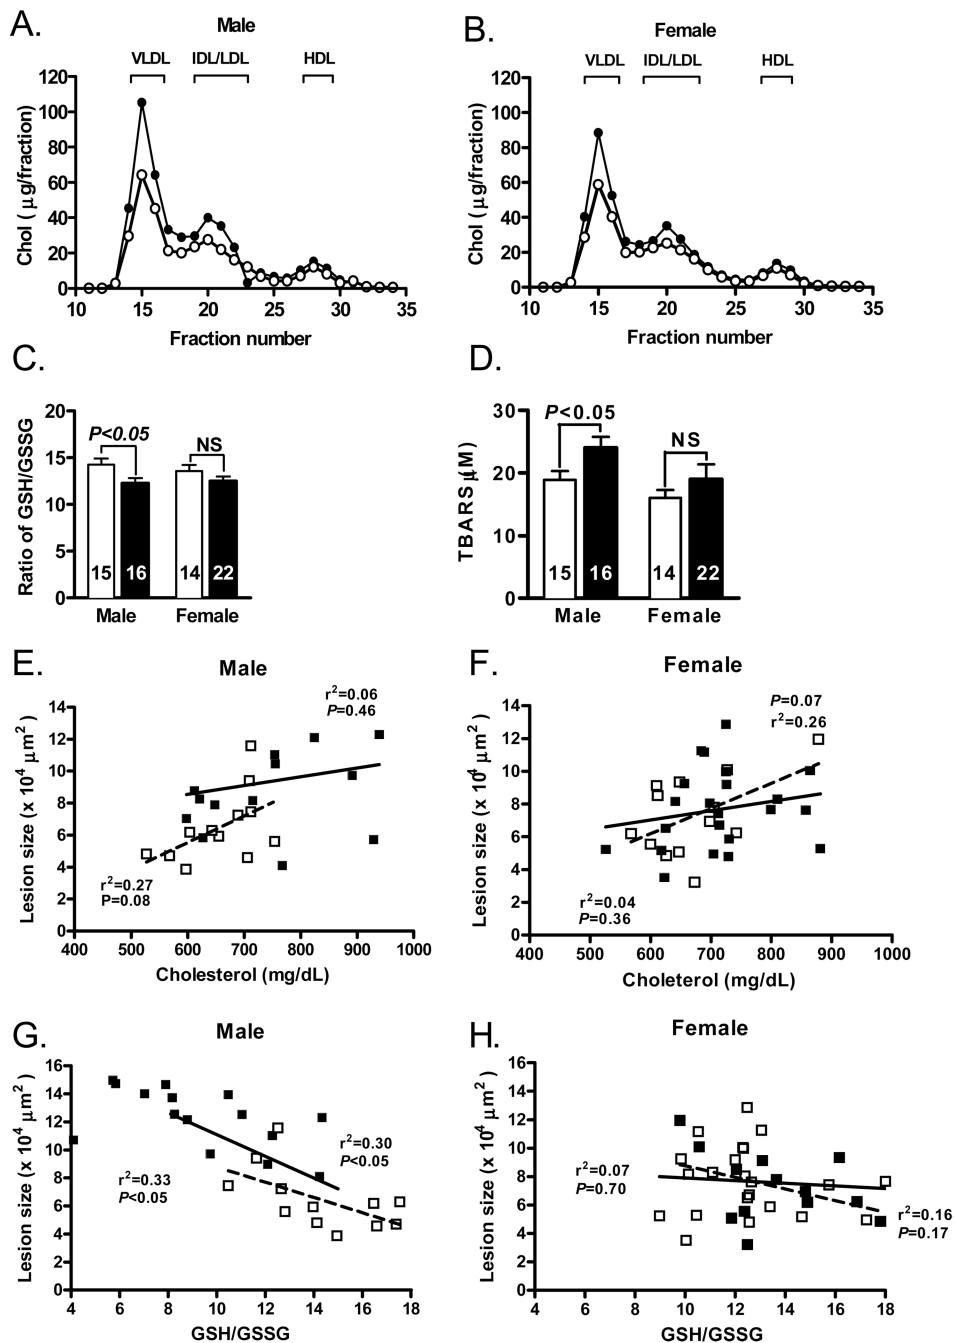 A.
Male
VLDL IDL/LDL HDL
120
100
80
60
40
20
0
Chol ( μg/fraction)
10 15 20 25 30 35
Fraction number
B.
Female
VLDL IDL/LDL HDL
120
100
80
60
40
20
0
Chol ( μg/fraction)
10 15 20 25 30 35
Fraction number
C.
20
15
10
5
0
Ratio of GSH/GSSG
P<0.05
NS
15 16 14 22
Male Female
D.
30
20
10
0
TBARS (μM)
P<0.05
NS
15 16 14 22
Male Female
E.
Male
r²=0.06
P=0.46
14
12
10
8
6
4
2
0
Lesion size (x 10⁴ μm² )
r²=0.27
P=0.08
400 500 600 700 800 900 1000
Cholesterol (mg/dL)
F.
Female
P=0.07
r²=0.26
14
12
10
8
6
4
2
0
Lesion size (x 10⁴ μm² )
r²=0.04
P=0.36
400 500 600 700 800 900 1000
Choleterol (mg/dL)
G.
Male
16
14
12
10
8
6
4
2
0
Lesion size (x 10⁴ μm² )
r²=0.30
P<0.05
r²=0.33
P<0.05
4 6 8 10 12 14 16 18
GSH/GSSG
H.
Female
16
14
12
10
8
6
4
2
0
Lesion size (x 10⁴ μm² )
r²=0.07
P=0.70
r²=0.16
P=0.17
4 6 8 10 12 14 16 18
GSH/GSSG